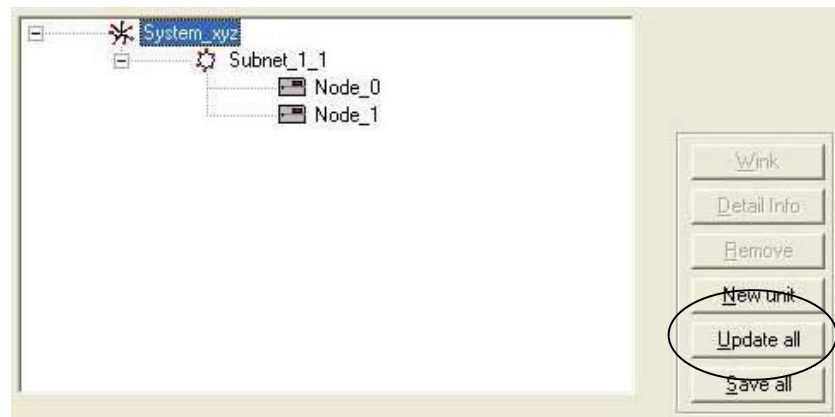 System_xyz
Subnet_1_1
Node_0
Node_1
Wink
Detail Info
Remove
New unit
Update all
Save all